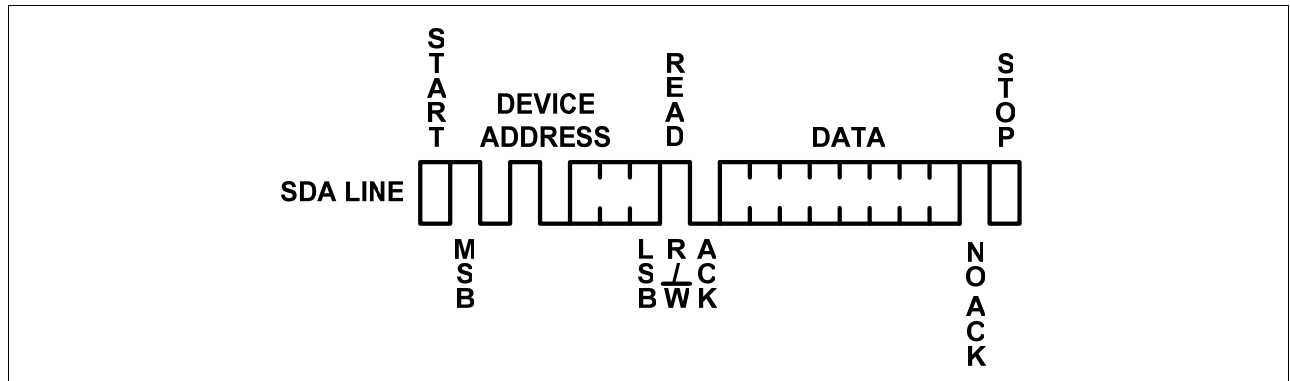 START
DEVICE
ADDRESS
READ
DATA
STOP
SDA LINE
MSB
LSB
R/W
ACK
NO ACK